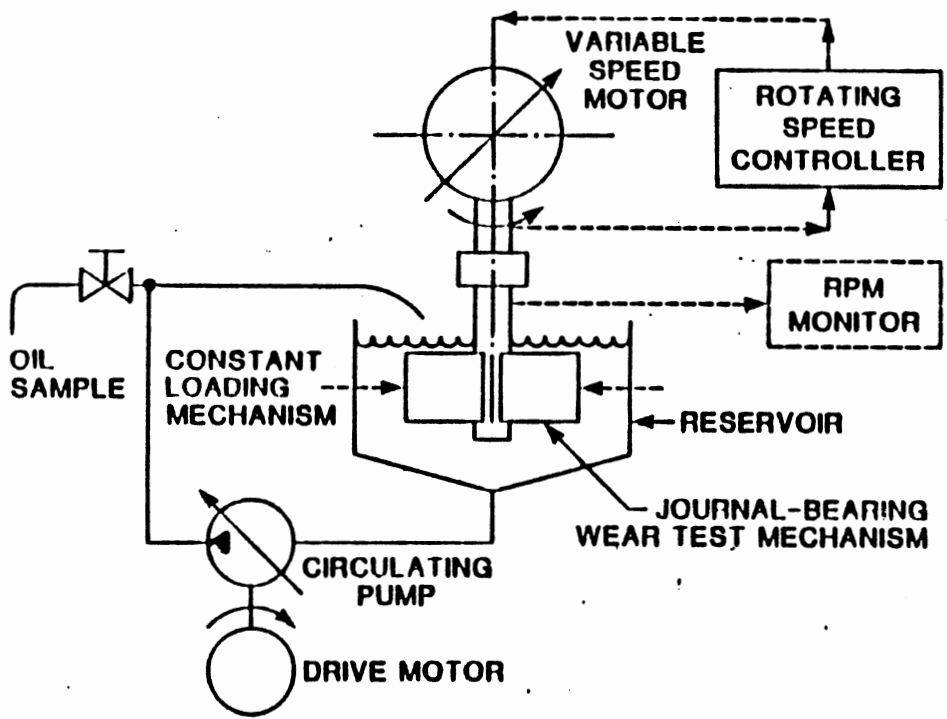 VARIABLE
SPEED
MOTOR
ROTATING
SPEED
CONTROLLER
RPM
MONITOR
OIL
SAMPLE
CONSTANT
LOADING
MECHANISM
RESERVOIR
JOURNAL-BEARING
WEAR TEST MECHANISM
CIRCULATING
PUMP
DRIVE MOTOR